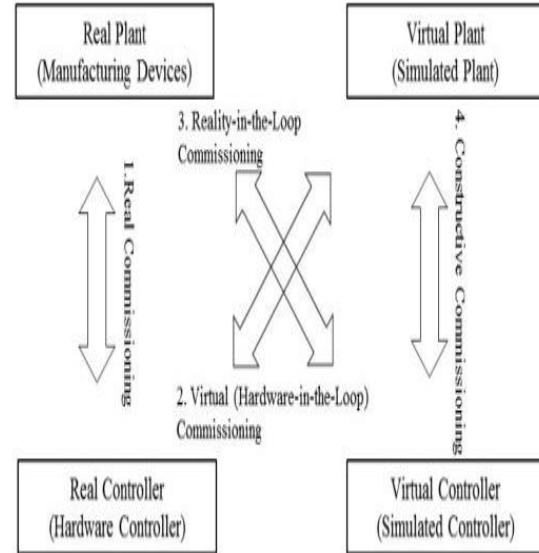 Real Plant
(Manufacturing Devices)
Virtual Plant
(Simulated Plant)
3. Reality-in-the-Loop
Commissioning
1.Real Commissioning
4. Constructive Commissioning
2. Virtual (Hardware-in-the-Loop)
Commissioning
Real Controller
(Hardware Controller)
Virtual Controller
(Simulated Controller)